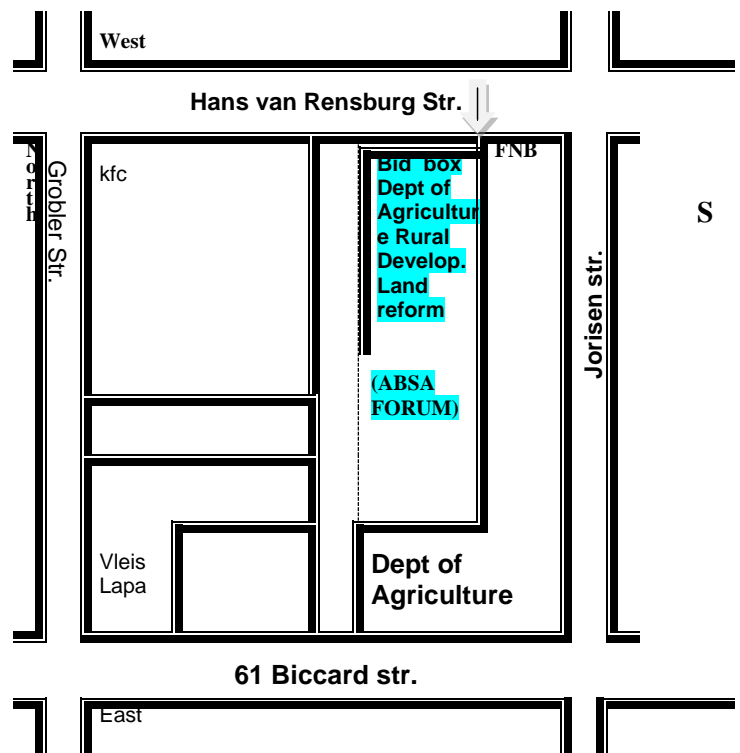 West
Hans van Rensburg Str.
North
Grobler Str.
kfc
Bid box
Dept of
Agricultur
e Rural
Develop.
Land
reform
FNB
S
Jorisen str.
(ABSA
FORUM)
Vleis
Lapa
Dept of
Agriculture
61 Biccard str.
East